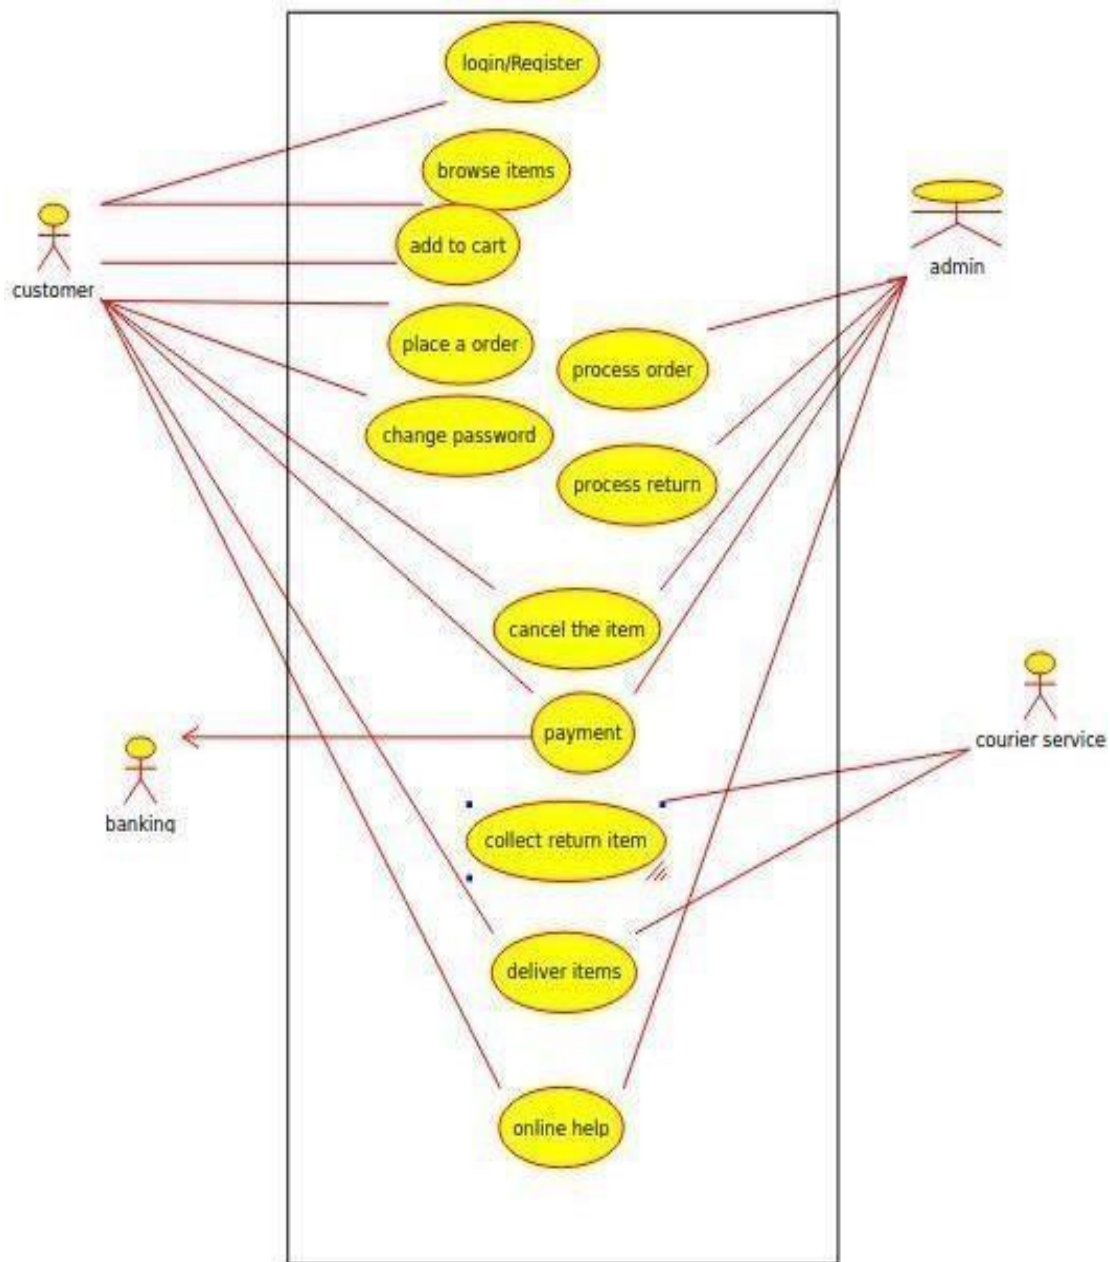 login/Register
browse items
add to cart
customer
admin
place a order
process order
change password
process return
cancel the item
payment
courier service
banking
collect return item
deliver items
online help